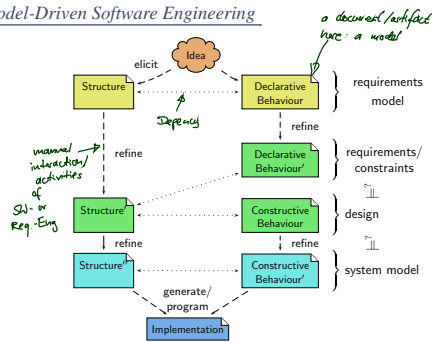 odel-Driven Software Engineering
a document/artifact
here: a model
Idea
elicit
Structure
Declarative
Behaviour
requirements
model
Depency
refine
manual
interaction/
activities
of
SW- or
Req.-Eng
refine
Declarative
Behaviour'
requirements/
constraints
Structure'
Constructive
Behaviour
design
refine
refine
Structure''
Constructive
Behaviour'
system model
generate/
program
Implementation